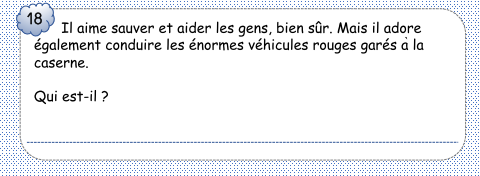 18
Il aime sauver et aider les gens, bien sûr. Mais il adore
également conduire les énormes véhicules rouges garés à la
caserne.
Qui est-il ?